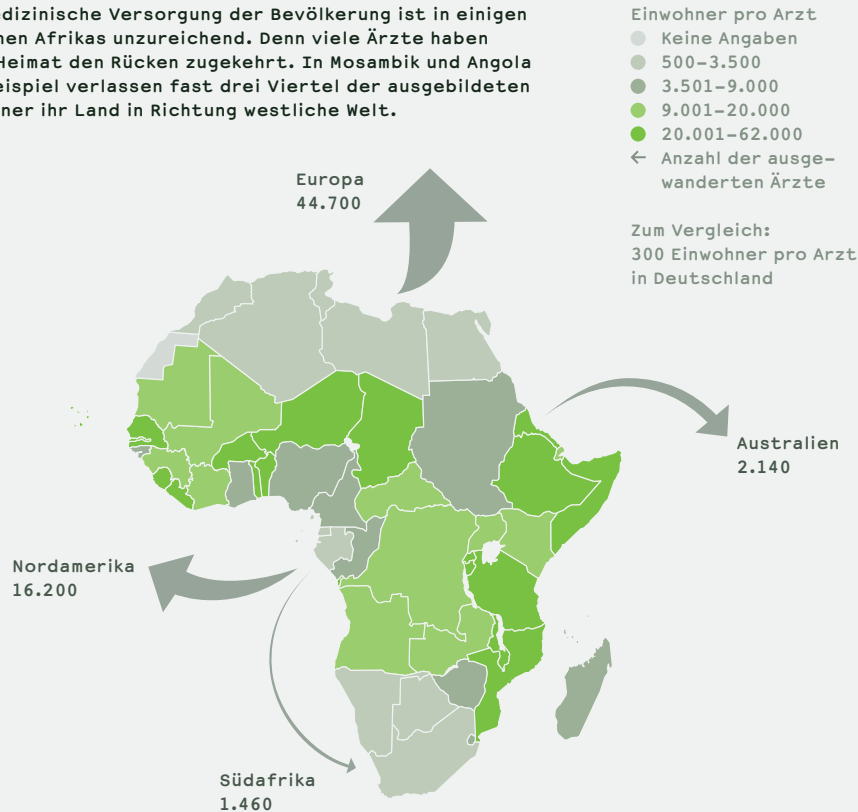 edizinische Versorgung der Bevölkerung ist in einigen
nen Afrikas unzureichend. Denn viele Ärzte haben
Heimat den Rücken zugekehrt. In Mosambik und Angola
eispiel verlassen fast drei Viertel der ausgebildeten
ner ihr Land in Richtung westliche Welt.
Einwohner pro Arzt
Keine Angaben
500–3.500
3.501–9.000
9.001–20.000
20.001–62.000
← Anzahl der ausge-
wanderten Ärzte
Zum Vergleich:
300 Einwohner pro Arzt
in Deutschland
Europa
44.700
Australien
2.140
Nordamerika
16.200
Südafrika
1.460